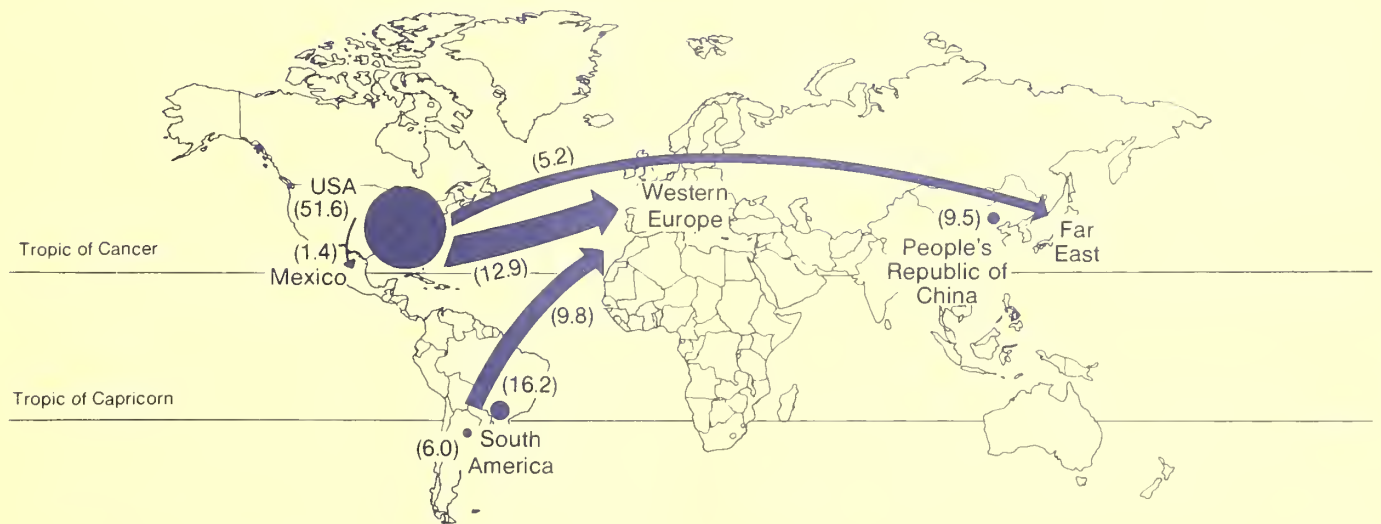 (5.2)
USA
(51.6)
Western
Europe
(9.5)
Far
East
Tropic of Cancer
(1.4)
Mexico
(12.9)
People's
Republic of
China
(9.8)
Tropic of Capricorn
(16.2)
(6.0)
South
America